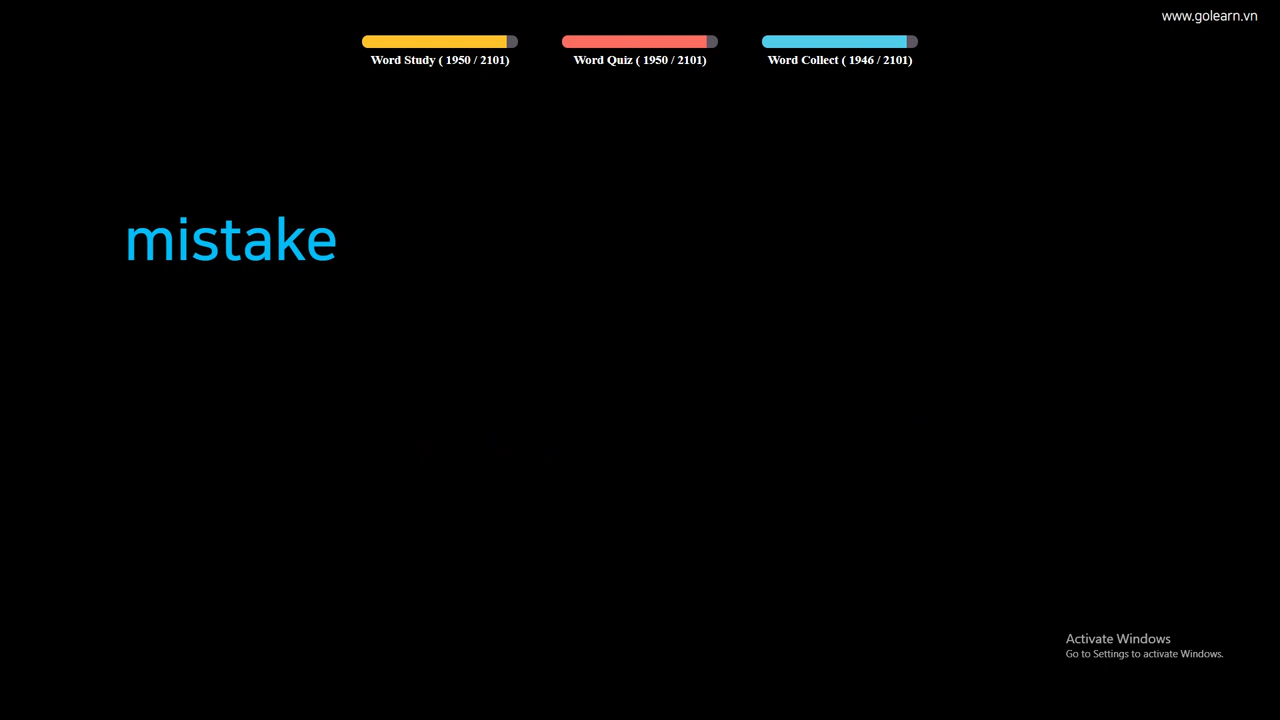 www.golearn.vn
Word Study ( 1950 / 2101)
Word Quiz ( 1950 / 2101)
Word Collect ( 1946 / 2101)
mistake
Activate Windows
Go to Settings to activate Windows.